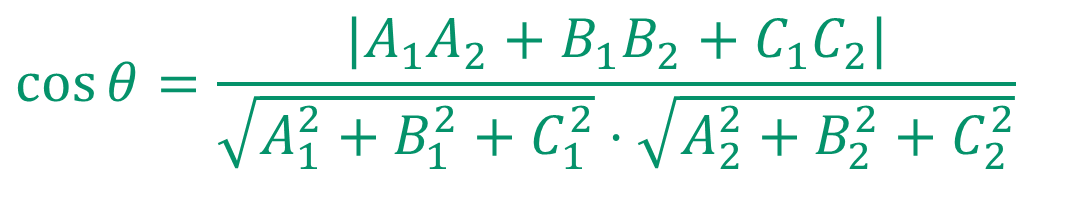 cos θ = |A₁A₂ + B₁B₂ + C₁C₂| / √(A₁² + B₁² + C₁²) · √(A₂² + B₂² + C₂²)